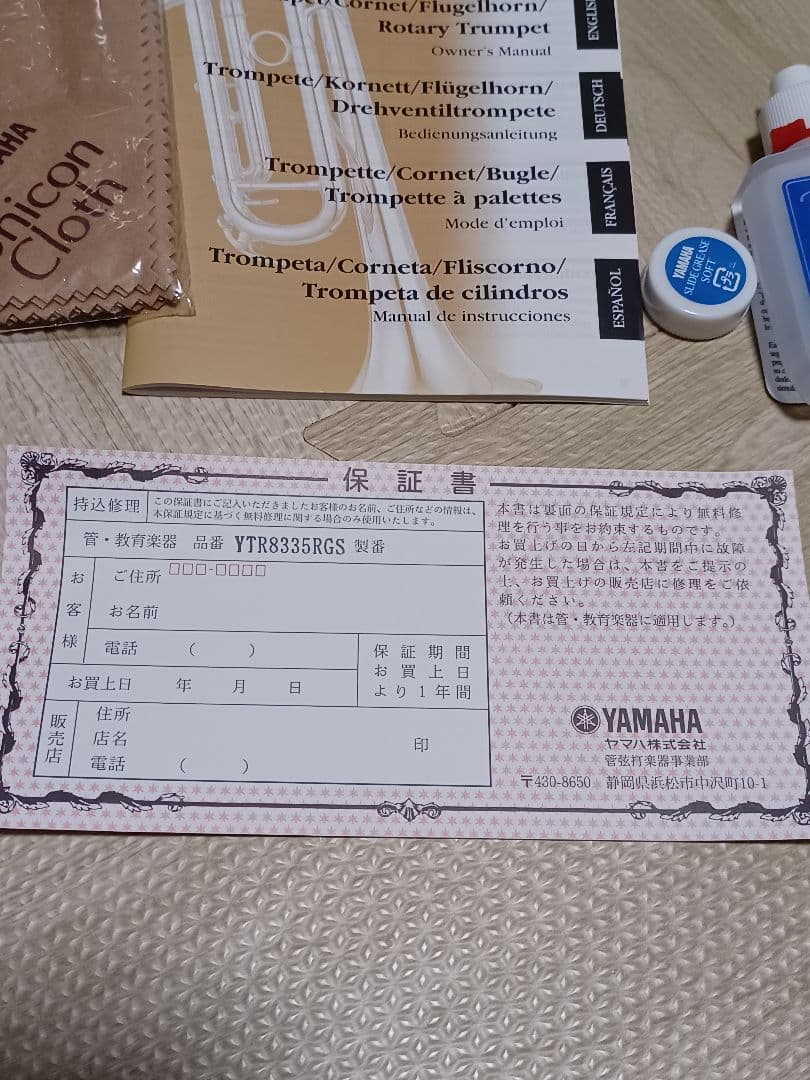 AHA
nicon
Cloth
pet/Cornet/Flugelhorn/
Rotary Trumpet
Owner's Manual
ENGLIS
Trompete/Kornett/Flügelhorn/
Drehventiltrompete
Bedienungsanleitung
DEUTSCH
Trompette/Cornet/Bugle/
Trompette à palettes
Mode d'emploi
FRANÇAIS
Trompeta/Corneta/Fliscorno/
Trompeta de cilindros
Manual de instrucciones
ESPAÑOL
YAMAHA
SLIDE GREASE
SOFT
プラ
保証書
持込修理
この保証書にご記入いただきましたお客様のお名前、ご住所などの情報は、
本保証規定に基づく無料修理に関する場合のみ使用いたします。
管・教育楽器 品番 YTR8335RGS 製番
お客様
ご住所 □□□-□□□□
お名前
電話 ( )
お買上日 年 月 日
保証期間
お買上日
より1年間
販売店
住所
店名 印
電話 ( )
本書は裏面の保証規定により無料修
理を行う事をお約束するものです。
お買上げの日から左記期間中に故障
が発生した場合は、本書をご提示の
上、お買上げの販売店に修理をご依
頼ください。
(本書は管・教育楽器に適用します。)
YAMAHA
ヤマハ株式会社
管弦打楽器事業部
〒430-8650 静岡県浜松市中沢町10-1